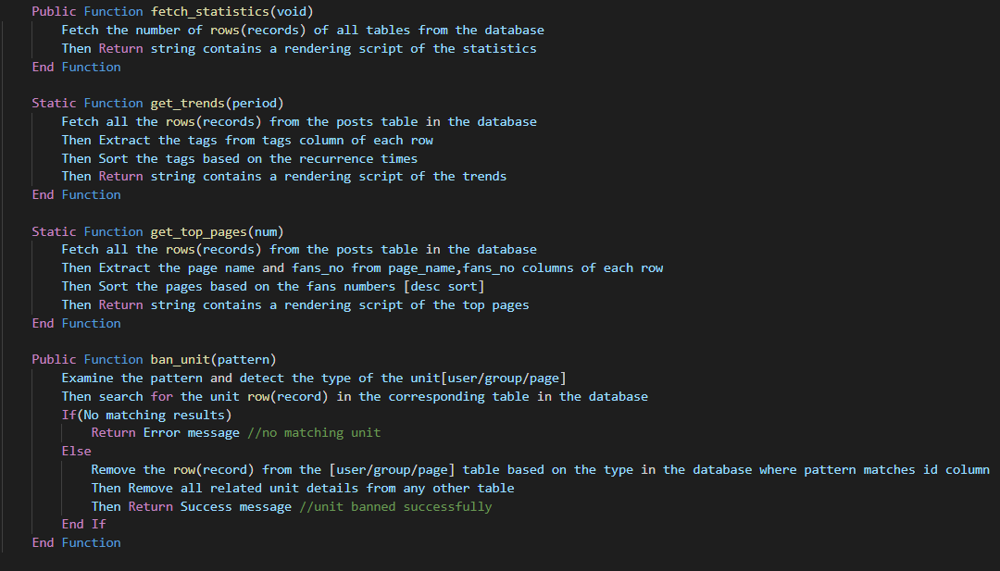 Public Function fetch_statistics(void)
Fetch the number of rows(records) of all tables from the database
Then Return string contains a rendering script of the statistics
End Function
Static Function get_trends(period)
Fetch all the rows(records) from the posts table in the database
Then Extract the tags from tags column of each row
Then Sort the tags based on the recurrence times
Then Return string contains a rendering script of the trends
End Function
Static Function get_top_pages(num)
Fetch all the rows(records) from the posts table in the database
Then Extract the page name and fans_no from page_name,fans_no columns of each row
Then Sort the pages based on the fans numbers [desc sort]
Then Return string contains a rendering script of the top pages
End Function
Public Function ban_unit(pattern)
Examine the pattern and detect the type of the unit[user/group/page]
Then search for the unit row(record) in the corresponding table in the database
If(No matching results)
Return Error message //no matching unit
Else
Remove the row(record) from the [user/group/page] table based on the type in the database where pattern matches id column
Then Remove all related unit details from any other table
Then Return Success message //unit banned successfully
End If
End Function